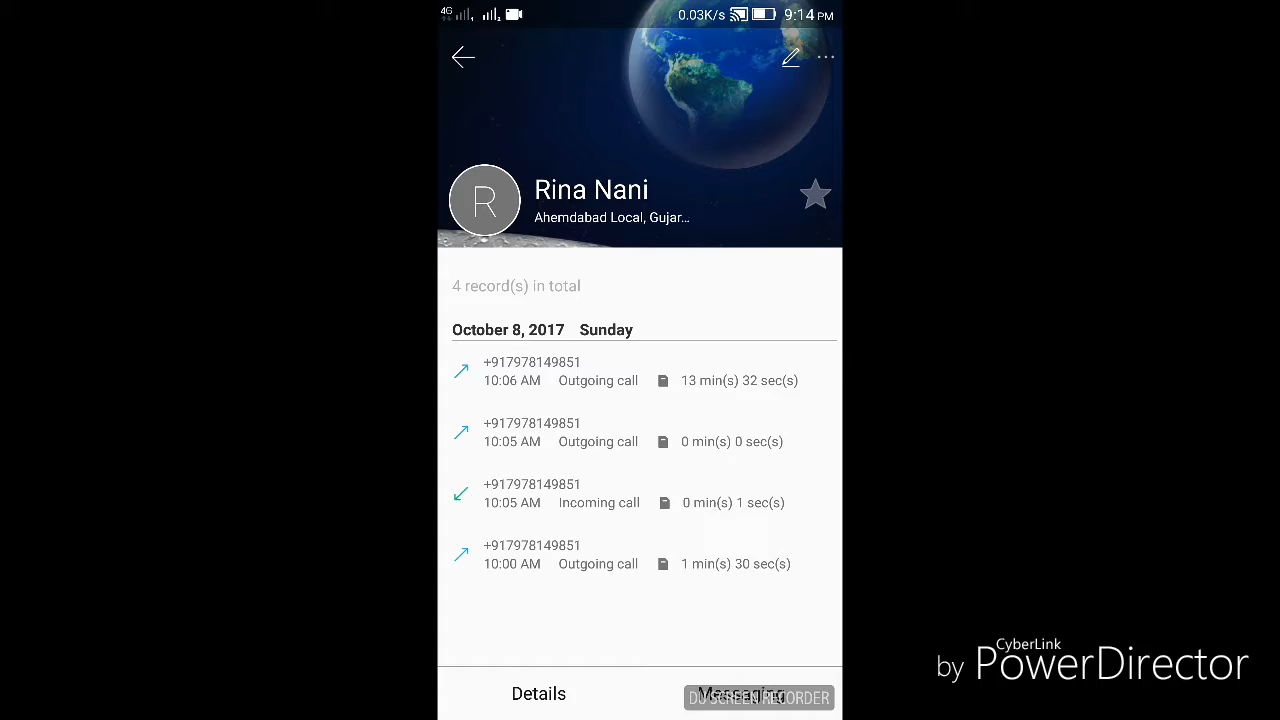 4G 0.03K/s 9:14 PM
R
Rina Nani
Ahemdabad Local, Gujar...
4 record(s) in total
October 8, 2017 Sunday
+917978149851
10:06 AM Outgoing call 13 min(s) 32 sec(s)
+917978149851
10:05 AM Outgoing call 0 min(s) 0 sec(s)
+917978149851
10:05 AM Incoming call 0 min(s) 1 sec(s)
+917978149851
10:00 AM Outgoing call 1 min(s) 30 sec(s)
Details Messaging
DU SCREEN RECORDER
CyberLink
by PowerDirector